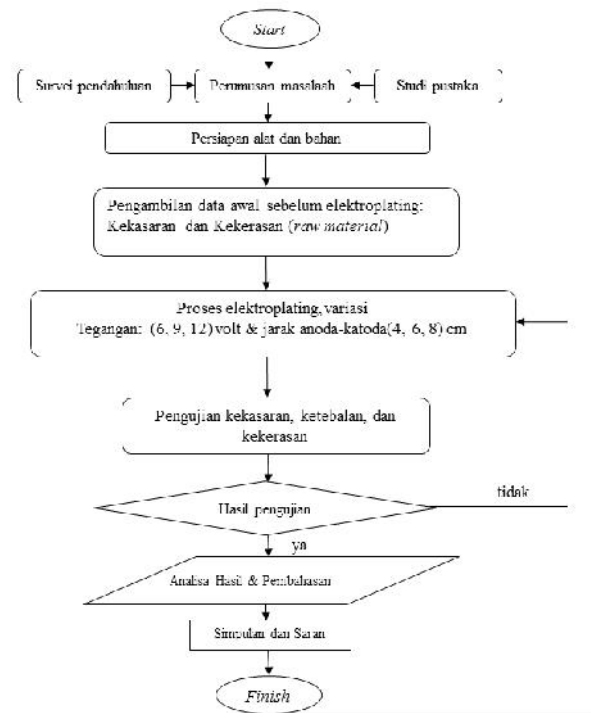 Start
Survei pendahuluan
Perumusan masalaah
Studi pustaka
Persiapan alat dan bahan
Pengambilan data awal sebelum elektroplating:
Kekasaran dan Kekerasan (raw material)
Proses elektroplating, variasi
Tegangan: (6, 9, 12) volt & jarak anoda-katoda(4, 6, 8) cm
Pengujian kekasaran, ketebalan, dan
kekerasan
Hasil pengujian
tidak
ya
Analisa Hasil & Pembahasan
Simpulan dan Saran
Finish